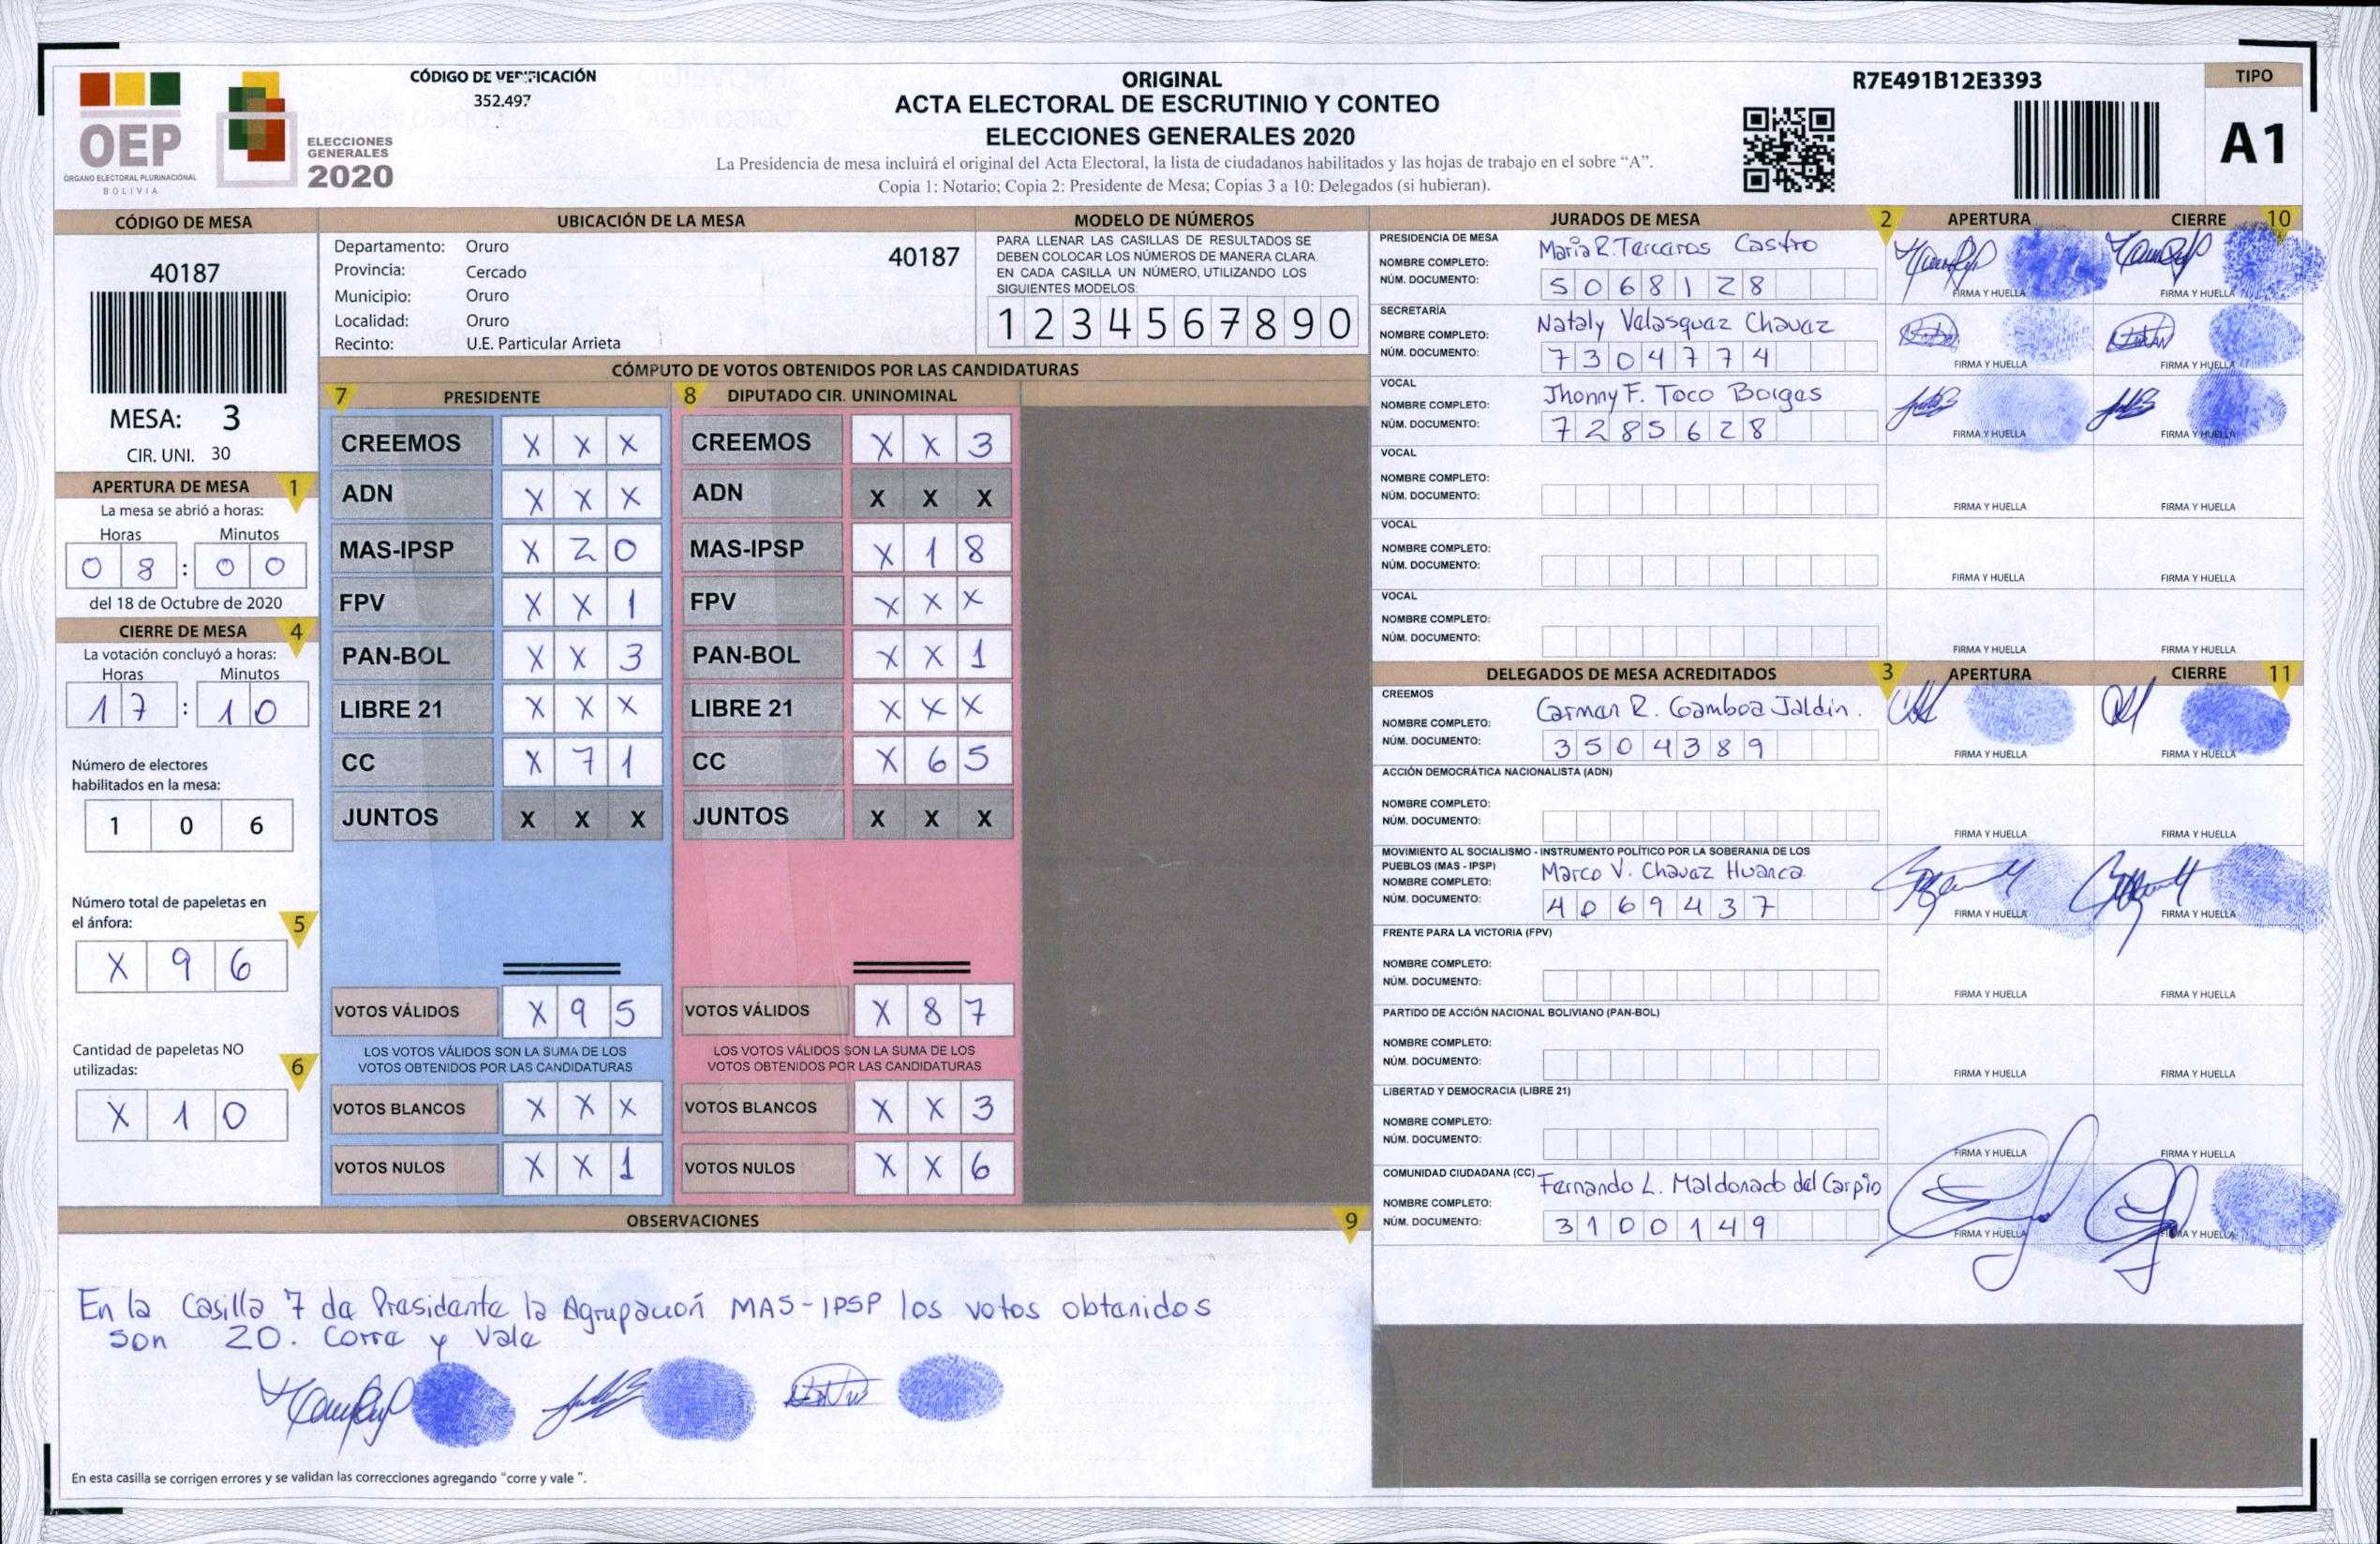 OEP
ÓRGANO ELECTORAL PLURINACIONAL
BOLIVIA
ELECCIONES
GENERALES
2020
CÓDIGO DE VERIFICACIÓN
352.497
ORIGINAL
ACTA ELECTORAL DE ESCRUTINIO Y CONTEO
ELECCIONES GENERALES 2020
La Presidencia de mesa incluirá el original del Acta Electoral, la lista de ciudadanos habilitados y las hojas de trabajo en el sobre “A”.
Copia 1: Notario; Copia 2: Presidente de Mesa; Copias 3 a 10: Delegados (si hubieran).
R7E491B12E3393
TIPO
A1
CÓDIGO DE MESA
40187
MESA: 3
CIR. UNI. 30
APERTURA DE MESA 1
La mesa se abrió a horas:
Horas Minutos
0 8 : 0 0
del 18 de Octubre de 2020
CIERRE DE MESA 4
La votación concluyó a horas:
Horas Minutos
1 7 : 1 0
Número de electores
habilitados en la mesa:
1 0 6
Número total de papeletas en
el ánfora: 5
X 9 6
Cantidad de papeletas NO
utilizadas: 6
X 1 0
UBICACIÓN DE LA MESA
Departamento: Oruro 40187
Provincia: Cercado
Municipio: Oruro
Localidad: Oruro
Recinto: U.E. Particular Arrieta
MODELO DE NÚMEROS
PARA LLENAR LAS CASILLAS DE RESULTADOS SE
DEBEN COLOCAR LOS NÚMEROS DE MANERA CLARA.
EN CADA CASILLA UN NÚMERO, UTILIZANDO LOS
SIGUIENTES MODELOS:
1 2 3 4 5 6 7 8 9 0
CÓMPUTO DE VOTOS OBTENIDOS POR LAS CANDIDATURAS
7 PRESIDENTE
CREEMOS X X X
ADN X X X
MAS-IPSP X 2 0
FPV X X 1
PAN-BOL X X 3
LIBRE 21 X X X
CC X 7 1
JUNTOS X X X
VOTOS VÁLIDOS X 9 5
LOS VOTOS VÁLIDOS SON LA SUMA DE LOS
VOTOS OBTENIDOS POR LAS CANDIDATURAS
VOTOS BLANCOS X X X
VOTOS NULOS X X 1
8 DIPUTADO CIR. UNINOMINAL
CREEMOS X X 3
ADN X X X
MAS-IPSP X 1 8
FPV X X X
PAN-BOL X X 1
LIBRE 21 X X X
CC X 6 5
JUNTOS X X X
VOTOS VÁLIDOS X 8 7
LOS VOTOS VÁLIDOS SON LA SUMA DE LOS
VOTOS OBTENIDOS POR LAS CANDIDATURAS
VOTOS BLANCOS X X 3
VOTOS NULOS X X 6
OBSERVACIONES 9
En la Casilla 7 de Presidente la Agrupación MAS-IPSP los votos obtenidos
son 20. Corre y Vale
En esta casilla se corrigen errores y se validan las correcciones agregando “corre y vale ”.
JURADOS DE MESA 2 APERTURA CIERRE 10
PRESIDENCIA DE MESA
NOMBRE COMPLETO: Maria R. Terceros Castro
NÚM. DOCUMENTO: 5 0 6 8 1 2 8
FIRMA Y HUELLA FIRMA Y HUELLA
SECRETARÍA
NOMBRE COMPLETO: Nataly Velasquez Chavez
NÚM. DOCUMENTO: 7 3 0 4 7 7 4
FIRMA Y HUELLA FIRMA Y HUELLA
VOCAL
NOMBRE COMPLETO: Jhonny F. Toco Borges
NÚM. DOCUMENTO: 7 2 8 5 6 2 8
FIRMA Y HUELLA FIRMA Y HUELLA
VOCAL
NOMBRE COMPLETO:
NÚM. DOCUMENTO:
FIRMA Y HUELLA FIRMA Y HUELLA
VOCAL
NOMBRE COMPLETO:
NÚM. DOCUMENTO:
FIRMA Y HUELLA FIRMA Y HUELLA
VOCAL
NOMBRE COMPLETO:
NÚM. DOCUMENTO:
FIRMA Y HUELLA FIRMA Y HUELLA
DELEGADOS DE MESA ACREDITADOS 3 APERTURA CIERRE 11
CREEMOS
NOMBRE COMPLETO: Carmen R. Gamboa Jaldin.
NÚM. DOCUMENTO: 3 5 0 4 3 8 9
FIRMA Y HUELLA FIRMA Y HUELLA
ACCIÓN DEMOCRÁTICA NACIONALISTA (ADN)
NOMBRE COMPLETO:
NÚM. DOCUMENTO:
FIRMA Y HUELLA FIRMA Y HUELLA
MOVIMIENTO AL SOCIALISMO - INSTRUMENTO POLÍTICO POR LA SOBERANIA DE LOS
PUEBLOS (MAS - IPSP)
NOMBRE COMPLETO: Marco V. Chavez Huanca
NÚM. DOCUMENTO: 4 0 6 9 4 3 7
FIRMA Y HUELLA FIRMA Y HUELLA
FRENTE PARA LA VICTORIA (FPV)
NOMBRE COMPLETO:
NÚM. DOCUMENTO:
FIRMA Y HUELLA FIRMA Y HUELLA
PARTIDO DE ACCIÓN NACIONAL BOLIVIANO (PAN-BOL)
NOMBRE COMPLETO:
NÚM. DOCUMENTO:
FIRMA Y HUELLA FIRMA Y HUELLA
LIBERTAD Y DEMOCRACIA (LIBRE 21)
NOMBRE COMPLETO:
NÚM. DOCUMENTO:
FIRMA Y HUELLA FIRMA Y HUELLA
COMUNIDAD CIUDADANA (CC)
NOMBRE COMPLETO: Fernando L. Maldonado del Carpio
NÚM. DOCUMENTO: 3 1 0 0 1 4 9
FIRMA Y HUELLA FIRMA Y HUELLA